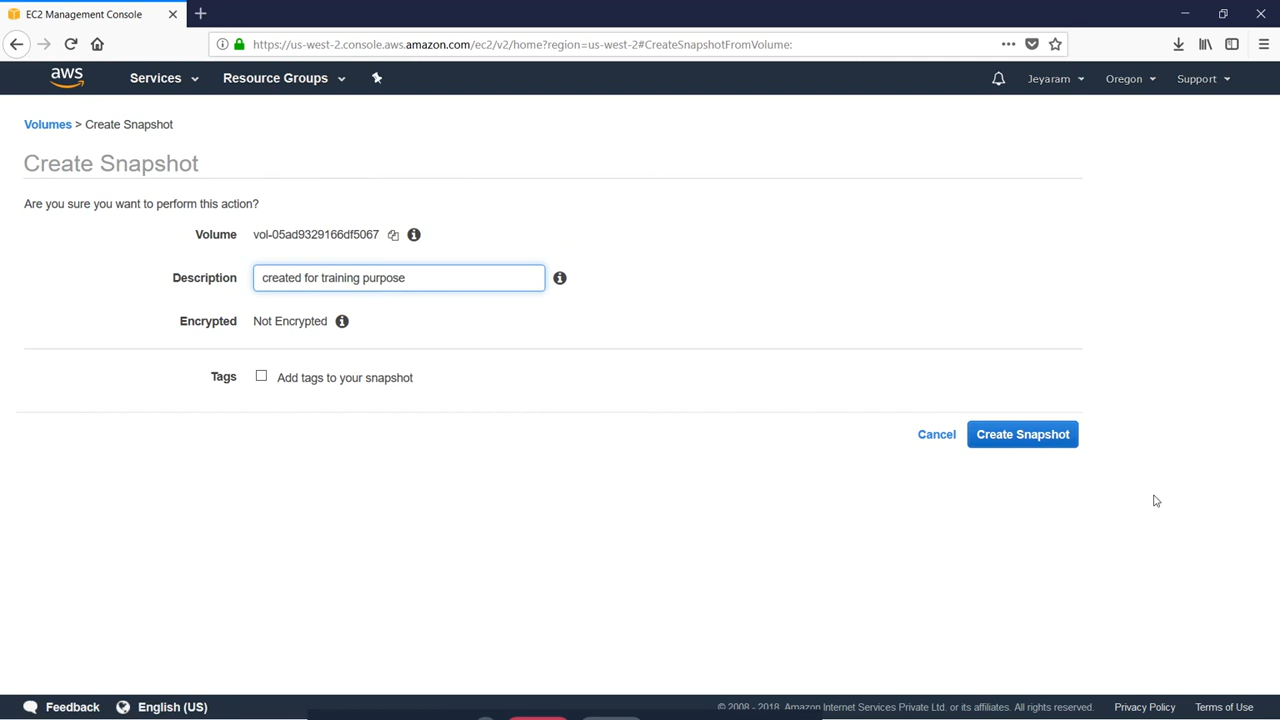 EC2 Management Console
https://us-west-2.console.aws.amazon.com/ec2/v2/home?region=us-west-2#CreateSnapshotFromVolume:
aws Services Resource Groups Jeyaram Oregon Support
Volumes > Create Snapshot
Create Snapshot
Are you sure you want to perform this action?
Volume vol-05ad9329166df5067
Description created for training purpose
Encrypted Not Encrypted
Tags Add tags to your snapshot
Cancel Create Snapshot
Feedback English (US) © 2008 - 2018, Amazon Internet Services Private Ltd. or its affiliates. All rights reserved. Privacy Policy Terms of Use